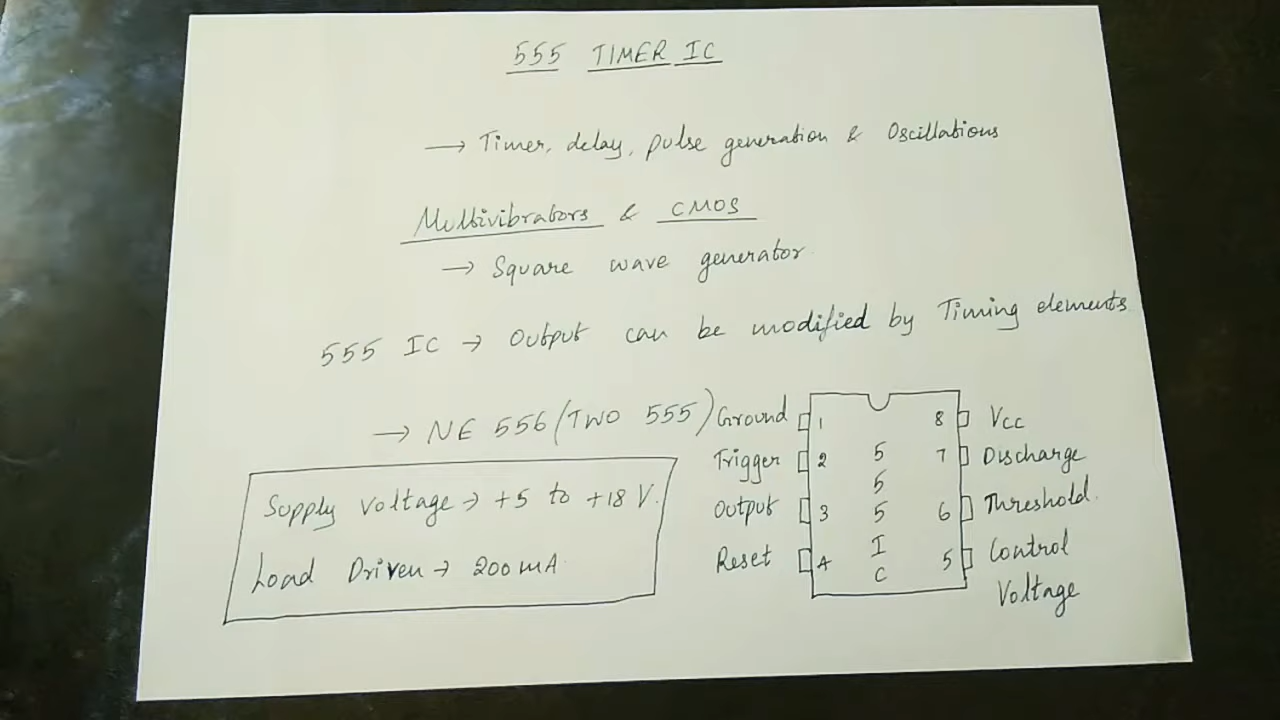 555 TIMER IC
→ Timer, delay, pulse generation & Oscillations
Multivibrators & CMOS
→ Square wave generator
555 IC → Output can be modified by Timing elements
→ NE 556 (TWO 555)
Supply Voltage → +5 to +18 V.
Load Driven → 200mA
Ground 1 8 Vcc
Trigger 2 5 7 Discharge
5
Output 3 5 6 Threshold.
Reset 4 I 5 Control
C Voltage